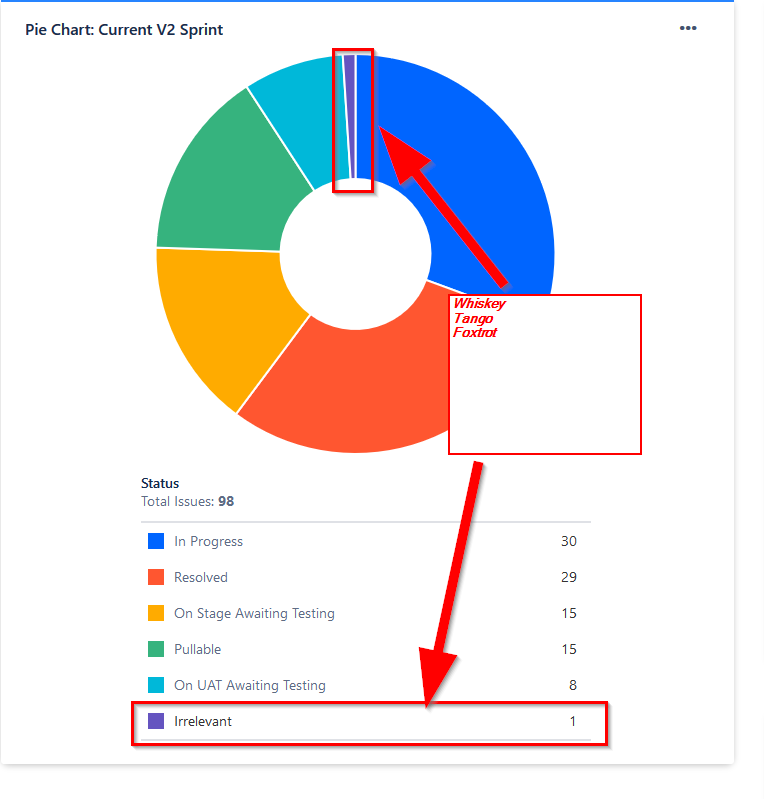 Pie Chart: Current V2 Sprint
Whiskey
Tango
Foxtrot
Status
Total Issues: 98
In Progress 30
Resolved 29
On Stage Awaiting Testing 15
Pullable 15
On UAT Awaiting Testing 8
Irrelevant 1